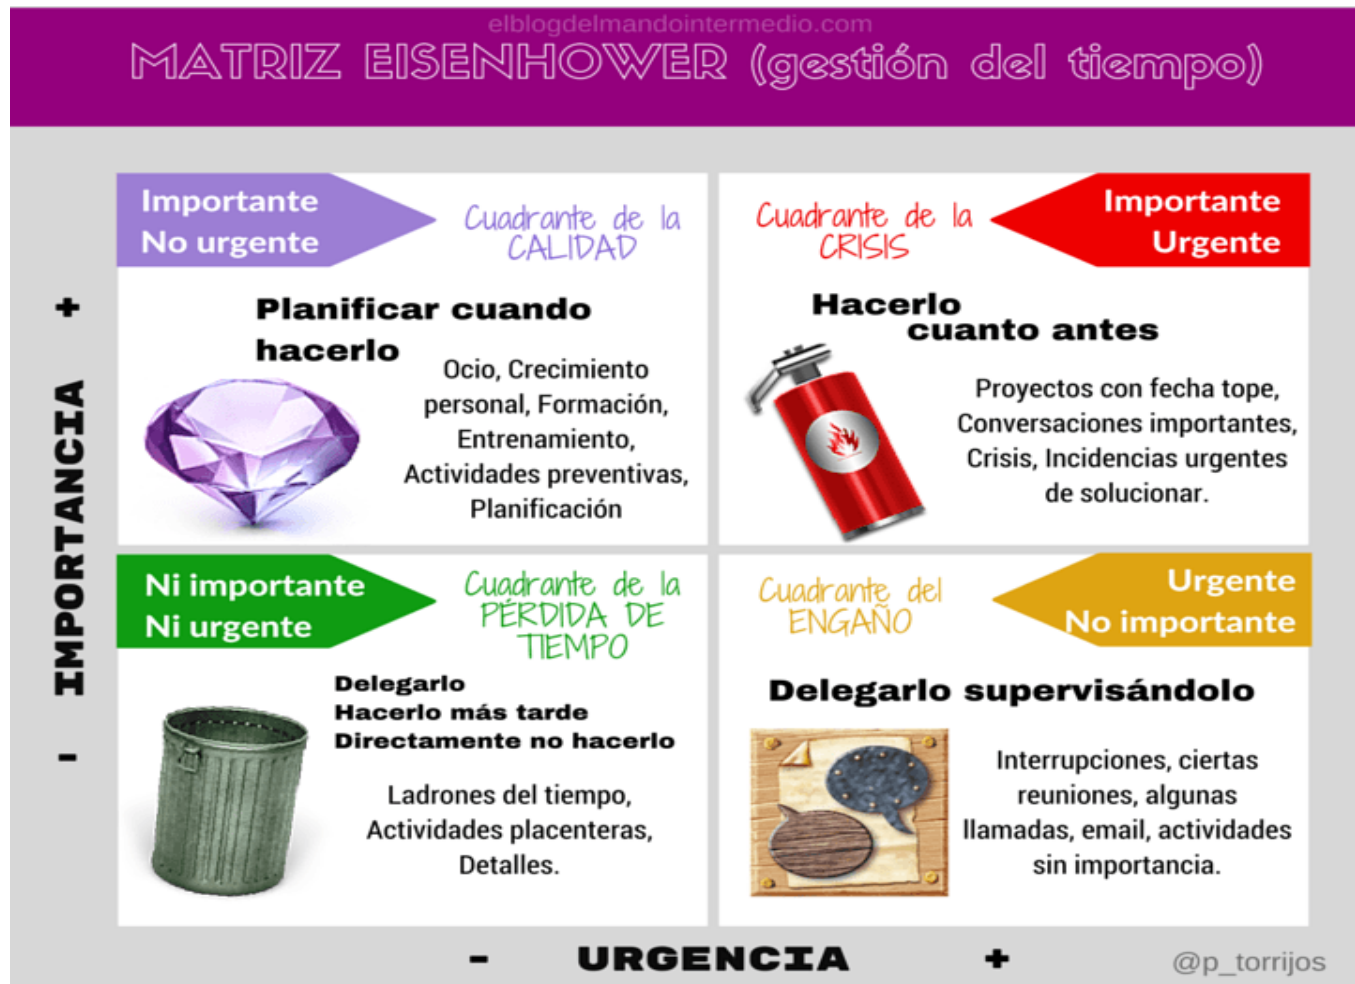 elblogdelmandointermedio.com
MATRIZ EISENHOWER (gestión del tiempo)
Importante
No urgente
Cuadrante de la
CALIDAD
Planificar cuando
hacerlo
Ocio, Crecimiento
personal, Formación,
Entrenamiento,
Actividades preventivas,
Planificación
Cuadrante de la
CRISIS
Importante
Urgente
Hacerlo
cuanto antes
Proyectos con fecha tope,
Conversaciones importantes,
Crisis, Incidencias urgentes
de solucionar.
Ni importante
Ni urgente
Cuadrante de la
PÉRDIDA DE
TIEMPO
Delegarlo
Hacerlo más tarde
Directamente no hacerlo
Ladrones del tiempo,
Actividades placenteras,
Detalles.
Cuadrante del
ENGAÑO
Urgente
No importante
Delegarlo supervisándolo
Interrupciones, ciertas
reuniones, algunas
llamadas, email, actividades
sin importancia.
- IMPORTANCIA +
- URGENCIA +
@p_torrijos